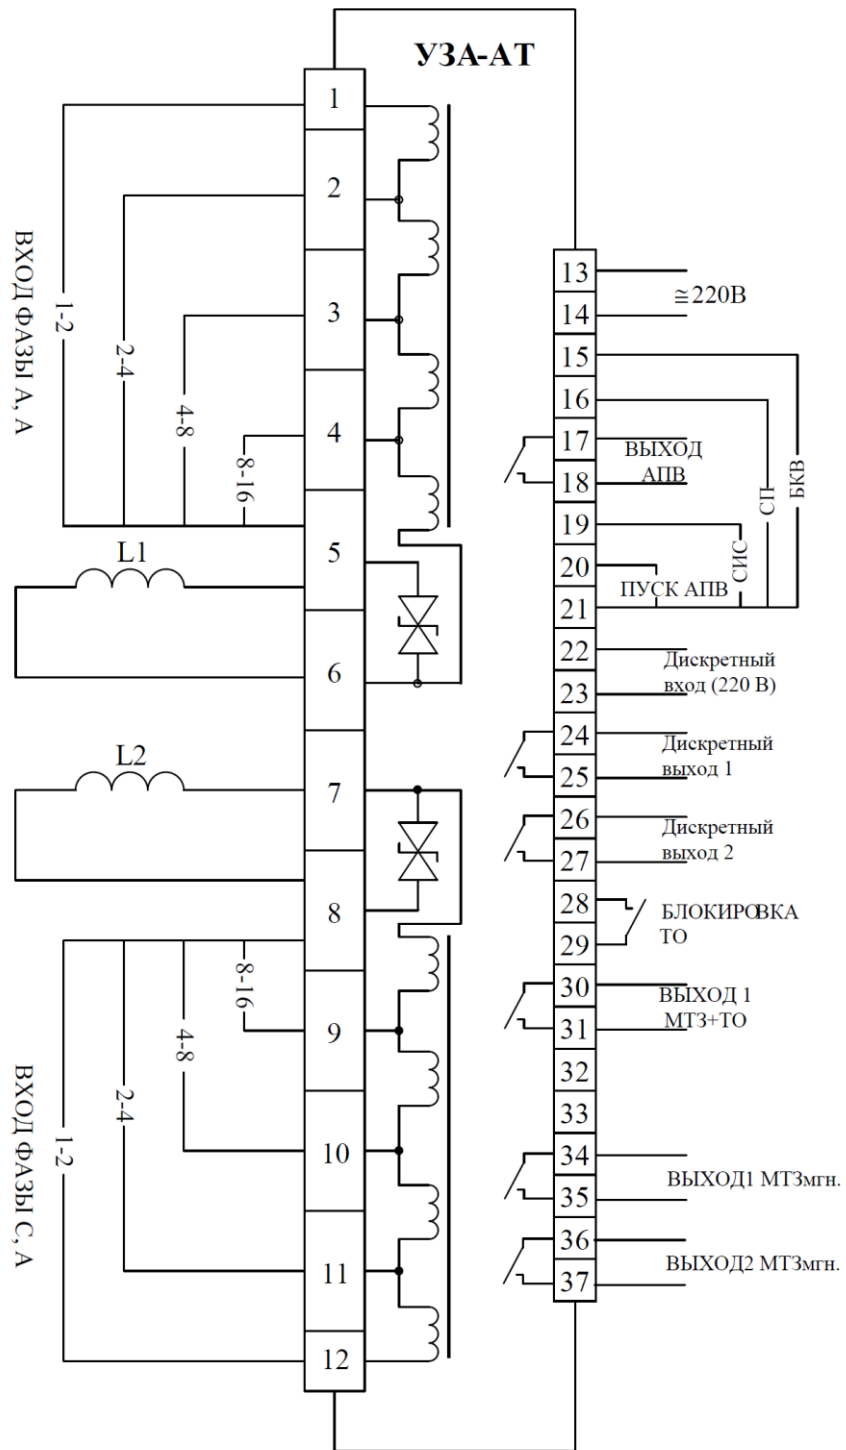 УЗА-АТ
1
2
3
4
5
6
7
8
9
10
11
12
ВХОД ФАЗЫ А, А
1-2
2-4
4-8
8-16
L1
L2
8-16
4-8
2-4
1-2
ВХОД ФАЗЫ С, А
13
14
≅220В
15
16
17
18
ВЫХОД
АПВ
19
20
21
ПУСК АПВ
СИС
СП
БКВ
22
23
Дискретный
вход (220 В)
24
25
Дискретный
выход 1
26
27
Дискретный
выход 2
28
29
БЛОКИРОВКА
ТО
30
31
ВЫХОД 1
МТЗ+ТО
32
33
34
35
ВЫХОД1 МТЗмгн.
36
37
ВЫХОД2 МТЗмгн.